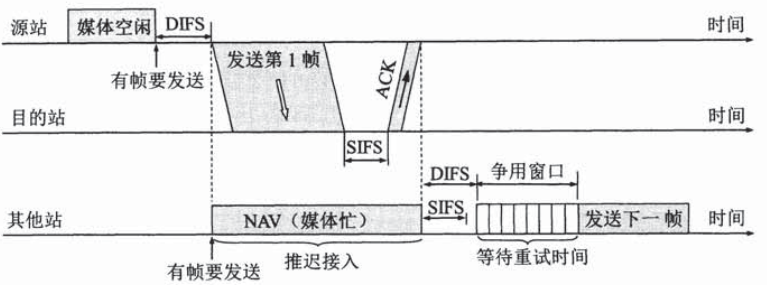 源站
媒体空闲
DIFS
时间
有帧要发送
发送第1帧
ACK
目的站
时间
SIFS
DIFS
争用窗口
SIFS
其他站
NAV（媒体忙）
发送下一帧
时间
有帧要发送
推迟接入
等待重试时间